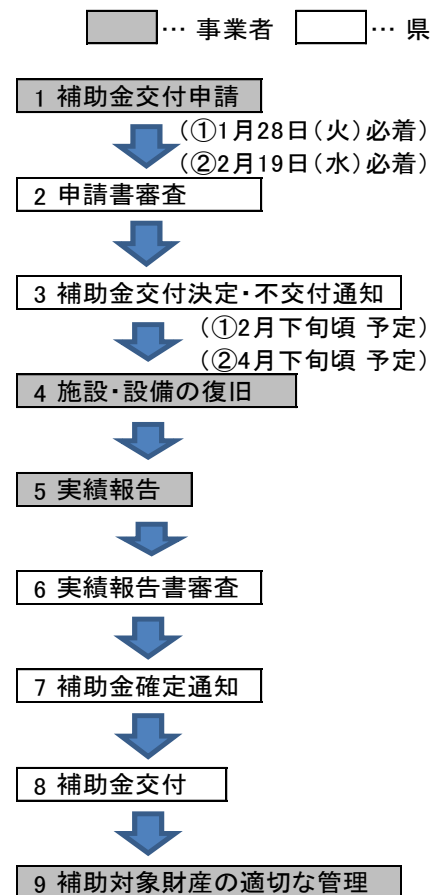 … 事業者 … 県
1 補助金交付申請
(①1月28日(火)必着)
(②2月19日(水)必着)
2 申請書審査
3 補助金交付決定・不交付通知
(①2月下旬頃 予定)
(②4月下旬頃 予定)
4 施設・設備の復旧
5 実績報告
6 実績報告書審査
7 補助金確定通知
8 補助金交付
9 補助対象財産の適切な管理